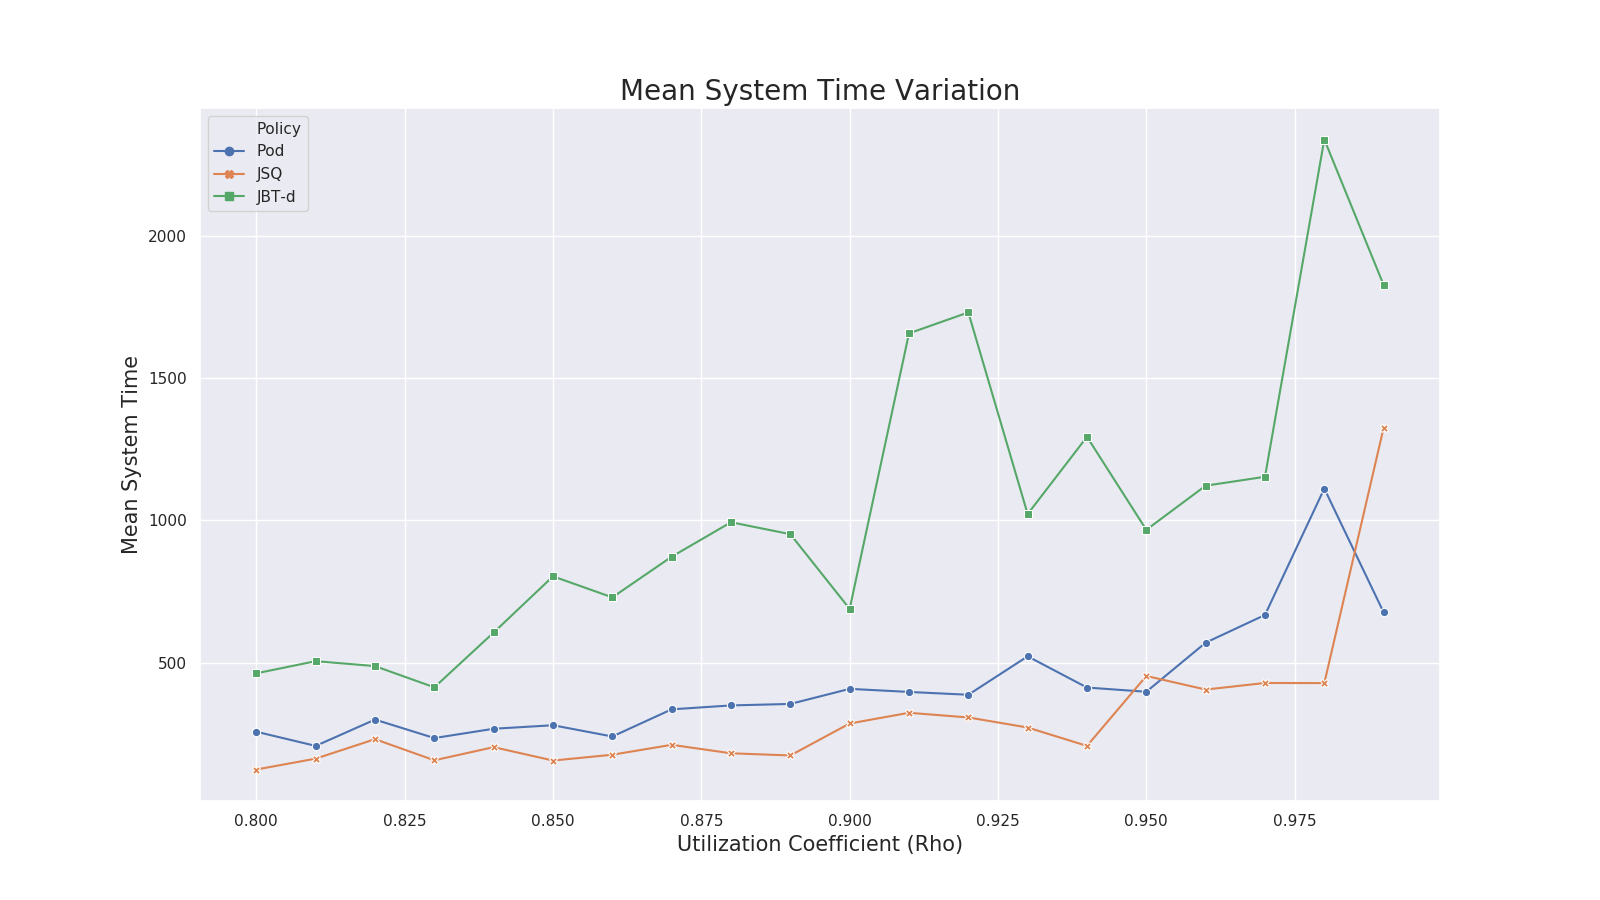 Mean System Time Variation
Policy
Pod
JSQ
JBT-d
2000
1500
1000
500
Mean System Time
0.800 0.825 0.850 0.875 0.900 0.925 0.950 0.975
Utilization Coefficient (Rho)